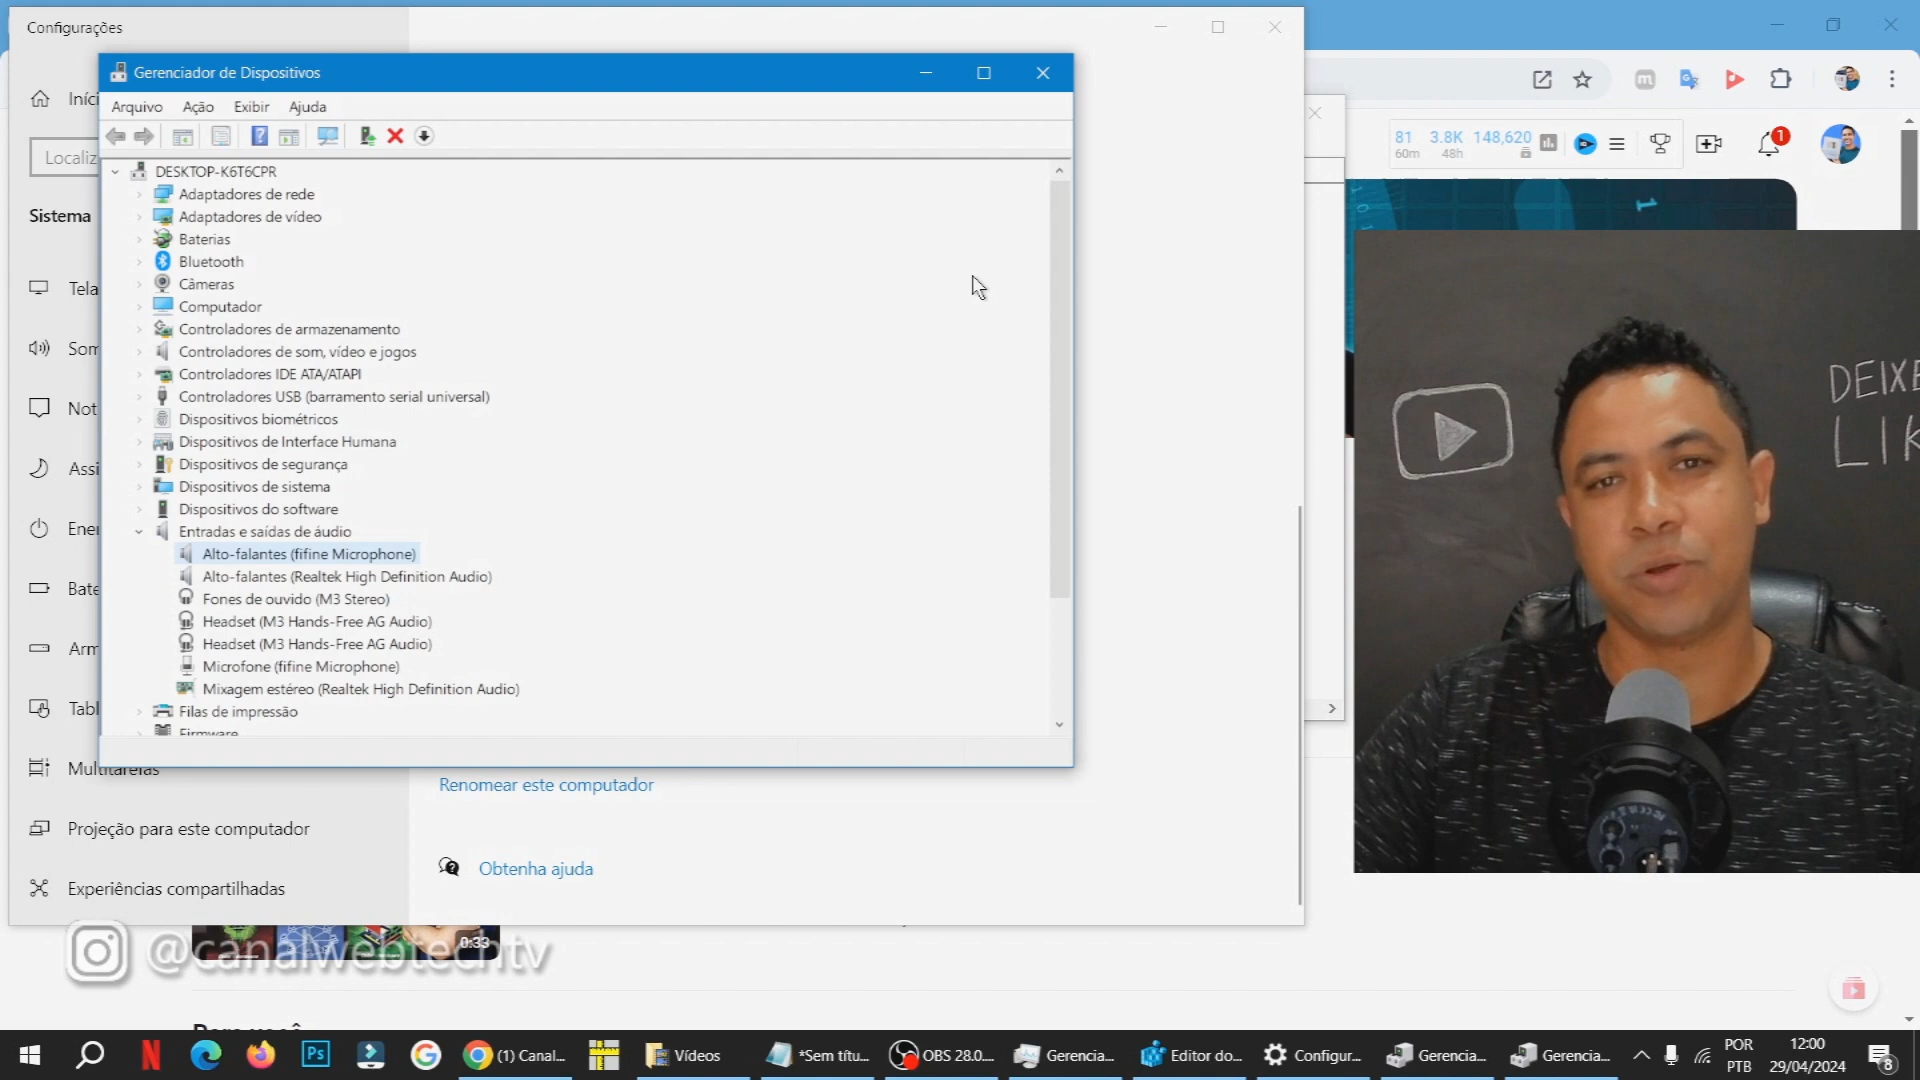 Configurações
Gerenciador de Dispositivos
Arquivo Ação Exibir Ajuda
DESKTOP-K6T6CPR
Adaptadores de rede
Adaptadores de vídeo
Baterias
Bluetooth
Câmeras
Computador
Controladores de armazenamento
Controladores de som, vídeo e jogos
Controladores IDE ATA/ATAPI
Controladores USB (barramento serial universal)
Dispositivos biométricos
Dispositivos de Interface Humana
Dispositivos de segurança
Dispositivos de sistema
Dispositivos do software
Entradas e saídas de áudio
Alto-falantes (fifine Microphone)
Alto-falantes (Realtek High Definition Audio)
Fones de ouvido (M3 Stereo)
Headset (M3 Hands-Free AG Audio)
Headset (M3 Hands-Free AG Audio)
Microfone (fifine Microphone)
Mixagem estéreo (Realtek High Definition Audio)
Filas de impressão
Firmware
Iníci
Localiz
Sistema
Tela
Som
Not
Assi
Ener
Bate
Arm
Tabl
Multitarefas
Projeção para este computador
Experiências compartilhadas
Renomear este computador
Obtenha ajuda
81 3.8K 148,620
60m 48h
1
DEIXE
LIK
@canalwebtechtv
0:33
Para você
(1) Canal...
Vídeos
*Sem títu...
OBS 28.0....
Gerencia...
Editor do...
Configur...
Gerencia...
Gerencia...
POR
PTB
12:00
29/04/2024
8